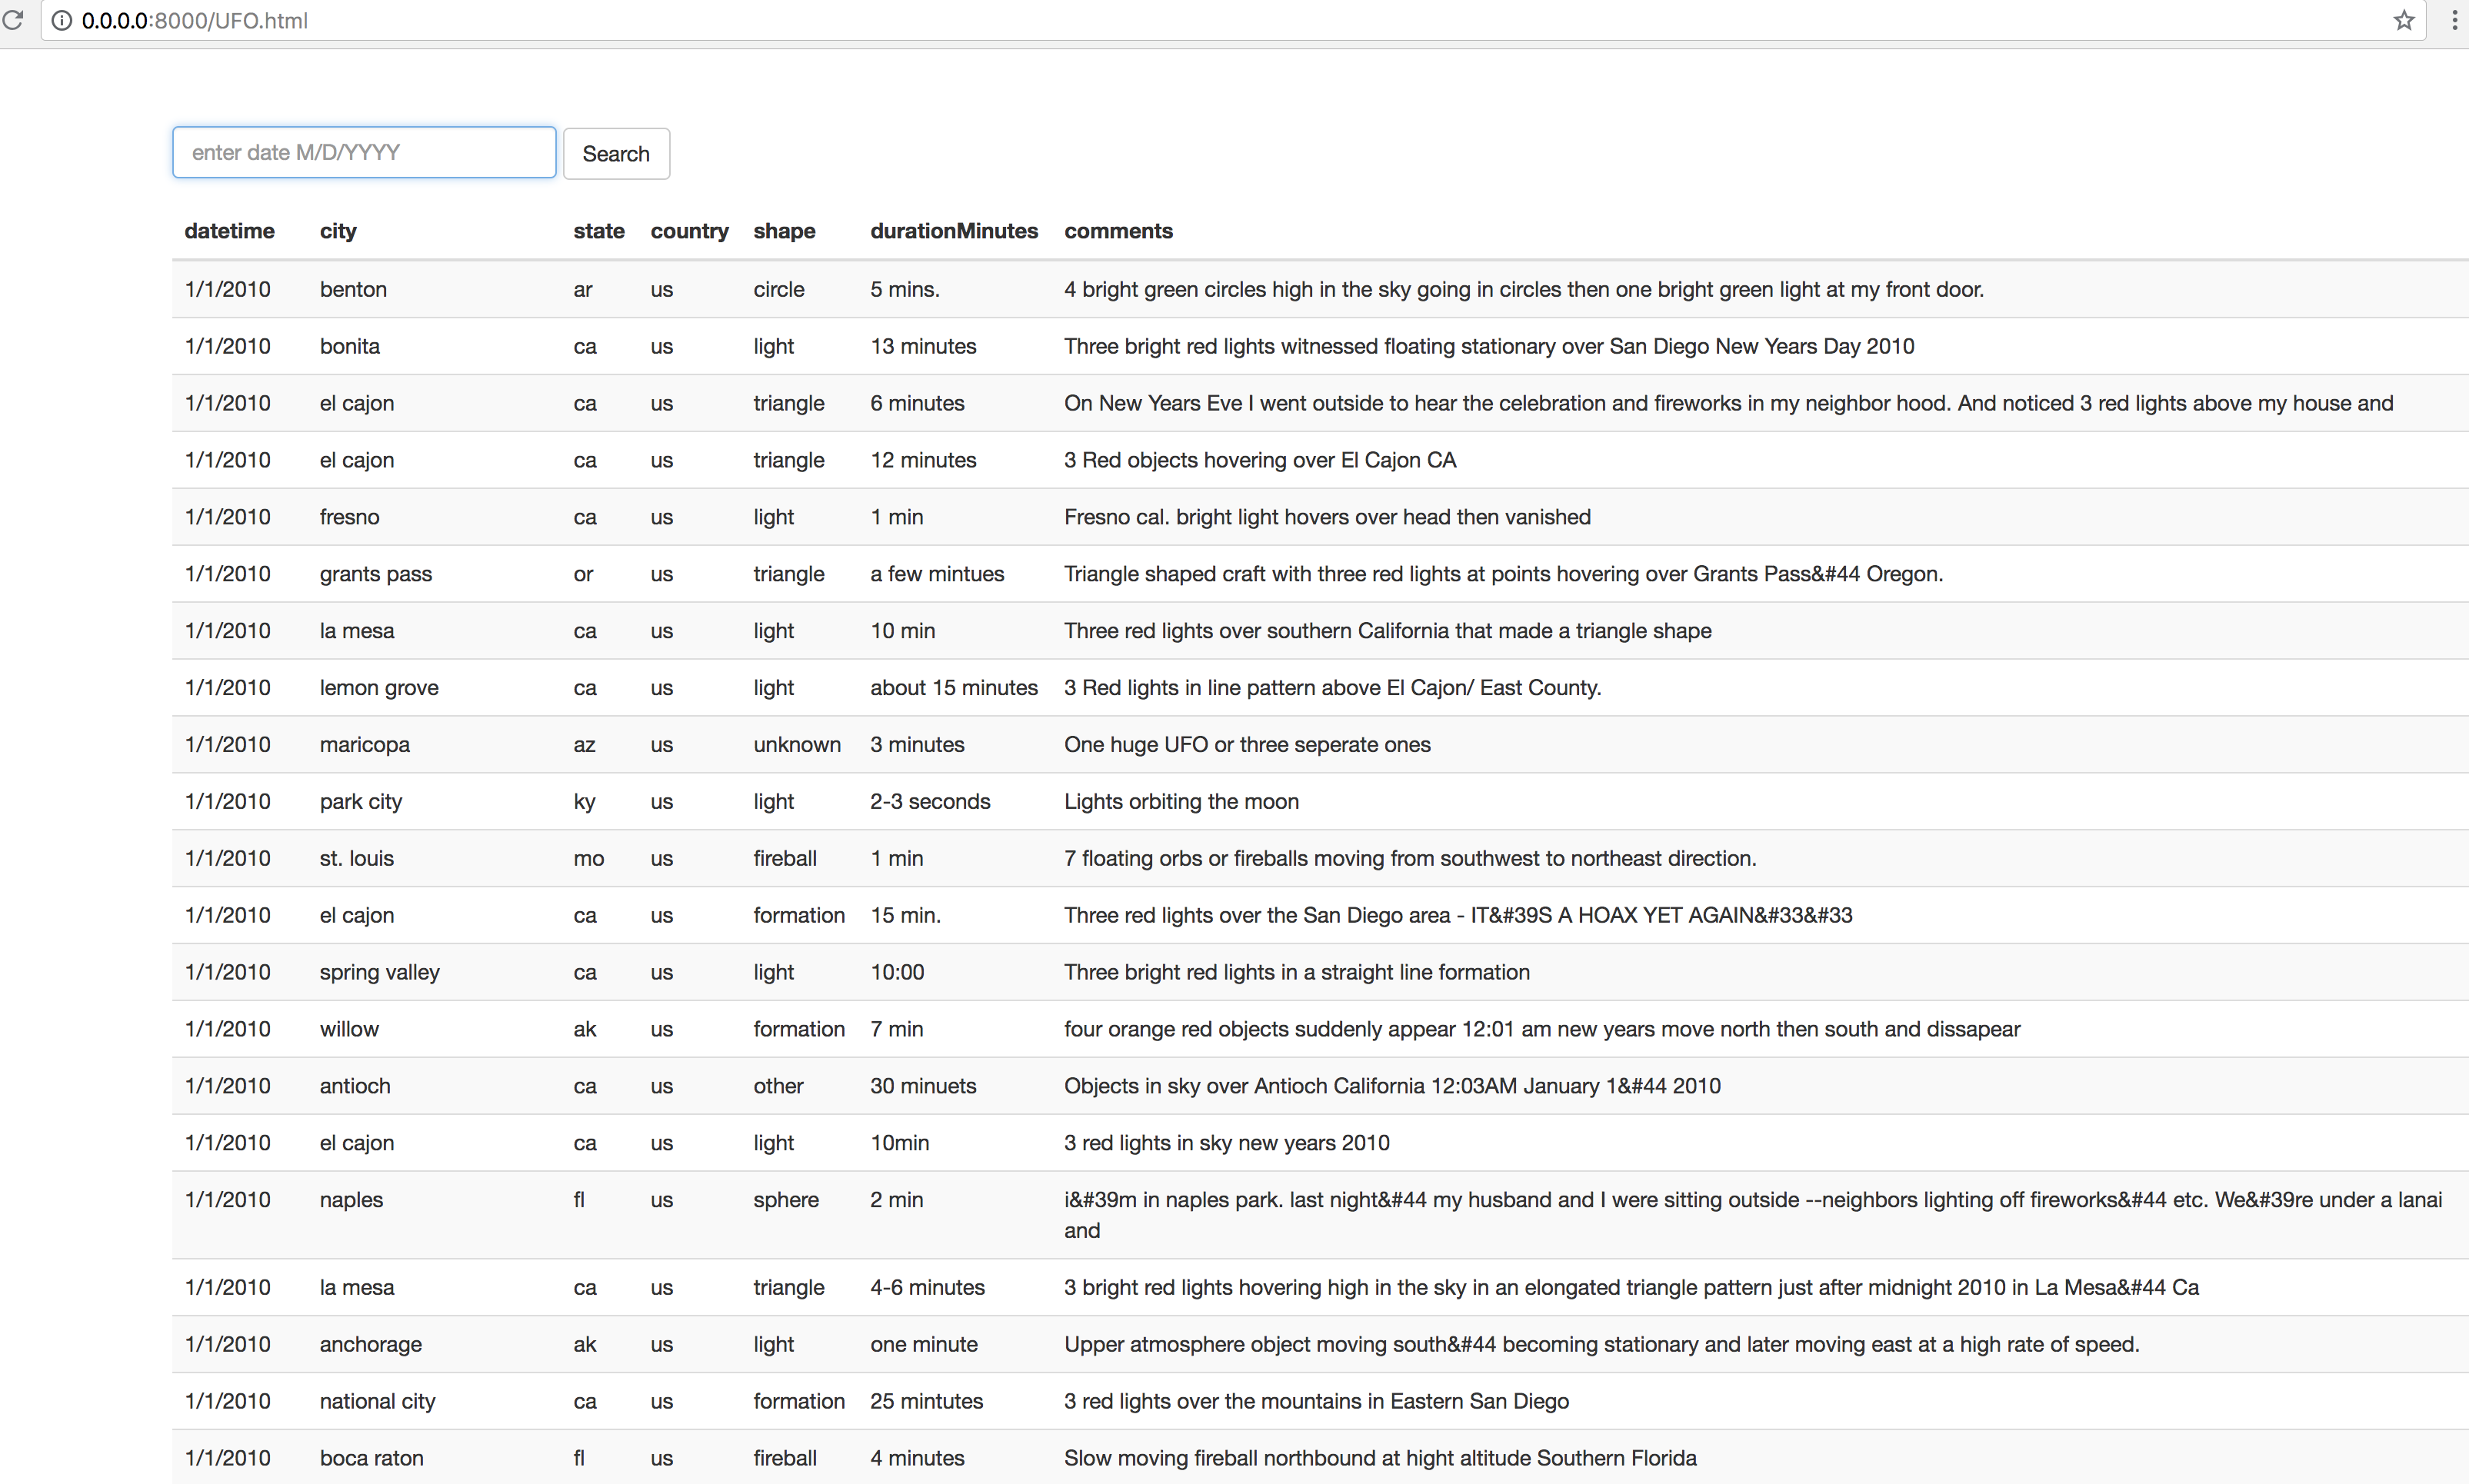 0.0.0.0:8000/UFO.html
enter date M/D/YYYY Search
datetime city state country shape durationMinutes comments
1/1/2010 benton ar us circle 5 mins. 4 bright green circles high in the sky going in circles then one bright green light at my front door.
1/1/2010 bonita ca us light 13 minutes Three bright red lights witnessed floating stationary over San Diego New Years Day 2010
1/1/2010 el cajon ca us triangle 6 minutes On New Years Eve I went outside to hear the celebration and fireworks in my neighbor hood. And noticed 3 red lights above my house and
1/1/2010 el cajon ca us triangle 12 minutes 3 Red objects hovering over El Cajon CA
1/1/2010 fresno ca us light 1 min Fresno cal. bright light hovers over head then vanished
1/1/2010 grants pass or us triangle a few mintues Triangle shaped craft with three red lights at points hovering over Grants Pass&#44 Oregon.
1/1/2010 la mesa ca us light 10 min Three red lights over southern California that made a triangle shape
1/1/2010 lemon grove ca us light about 15 minutes 3 Red lights in line pattern above El Cajon/ East County.
1/1/2010 maricopa az us unknown 3 minutes One huge UFO or three seperate ones
1/1/2010 park city ky us light 2-3 seconds Lights orbiting the moon
1/1/2010 st. louis mo us fireball 1 min 7 floating orbs or fireballs moving from southwest to northeast direction.
1/1/2010 el cajon ca us formation 15 min. Three red lights over the San Diego area - IT&#39S A HOAX YET AGAIN&#33&#33
1/1/2010 spring valley ca us light 10:00 Three bright red lights in a straight line formation
1/1/2010 willow ak us formation 7 min four orange red objects suddenly appear 12:01 am new years move north then south and dissapear
1/1/2010 antioch ca us other 30 minuets Objects in sky over Antioch California 12:03AM January 1&#44 2010
1/1/2010 el cajon ca us light 10min 3 red lights in sky new years 2010
1/1/2010 naples fl us sphere 2 min i&#39m in naples park. last night&#44 my husband and I were sitting outside --neighbors lighting off fireworks&#44 etc. We&#39re under a lanai
and
1/1/2010 la mesa ca us triangle 4-6 minutes 3 bright red lights hovering high in the sky in an elongated triangle pattern just after midnight 2010 in La Mesa&#44 Ca
1/1/2010 anchorage ak us light one minute Upper atmosphere object moving south&#44 becoming stationary and later moving east at a high rate of speed.
1/1/2010 national city ca us formation 25 mintutes 3 red lights over the mountains in Eastern San Diego
1/1/2010 boca raton fl us fireball 4 minutes Slow moving fireball northbound at hight altitude Southern Florida